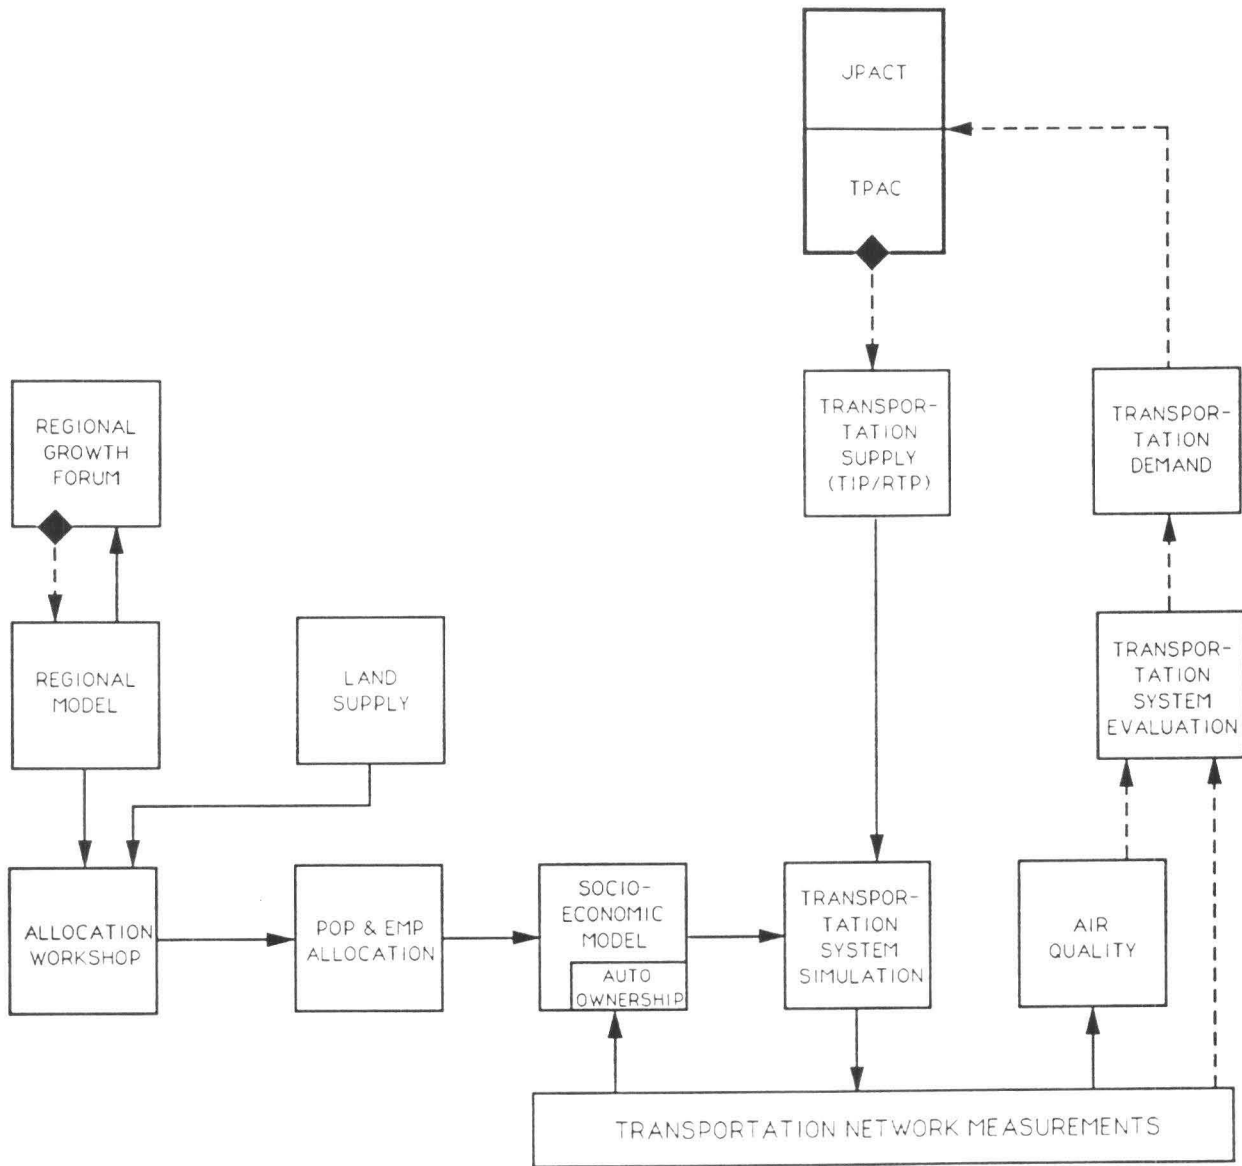 JPACT
TPAC
REGIONAL
GROWTH
FORUM
TRANSPOR-
TATION
SUPPLY
(TIP/RTP)
TRANSPOR-
TATION
DEMAND
REGIONAL
MODEL
LAND
SUPPLY
TRANSPOR-
TATION
SYSTEM
EVALUATION
ALLOCATION
WORKSHOP
POP & EMP
ALLOCATION
SOCIO-
ECONOMIC
MODEL
AUTO
OWNERSHIP
TRANSPOR-
TATION
SYSTEM
SIMULATION
AIR
QUALITY
TRANSPORTATION NETWORK MEASUREMENTS